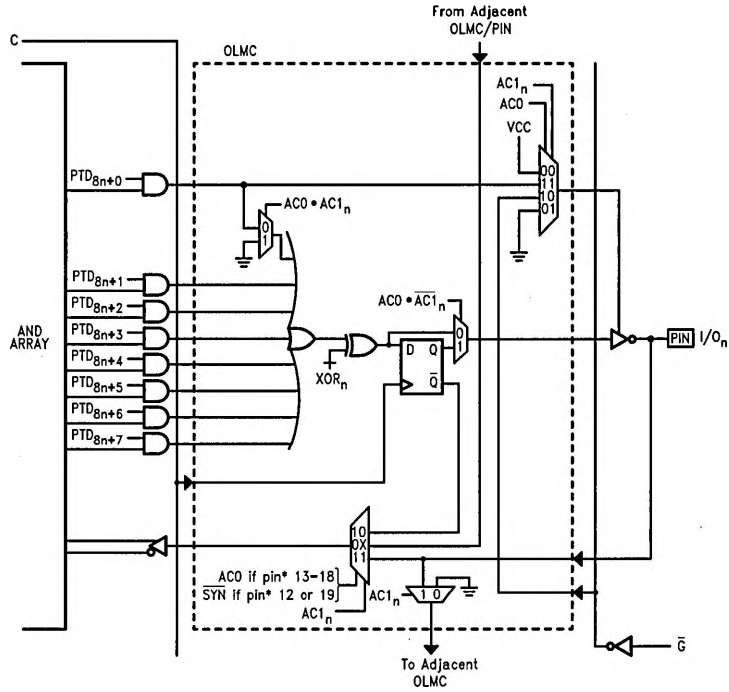 From Adjacent
OLMC/PIN
C
OLMC
AC1n
AC0
VCC
PTD8n+0
00
11
10
01
AC0 • AC1n
0
1
PTD8n+1
PTD8n+2
AC0 • A̅C̅1̅n
AND
ARRAY
PTD8n+3
0
1
PIN I/On
PTD8n+4
D Q
XORn
PTD8n+5
Q̅
PTD8n+6
PTD8n+7
10
0X
11
AC0 if pin* 13-18
S̅Y̅N̅ if pin* 12 or 19
AC1n
AC1n
1 0
G̅
To Adjacent
OLMC